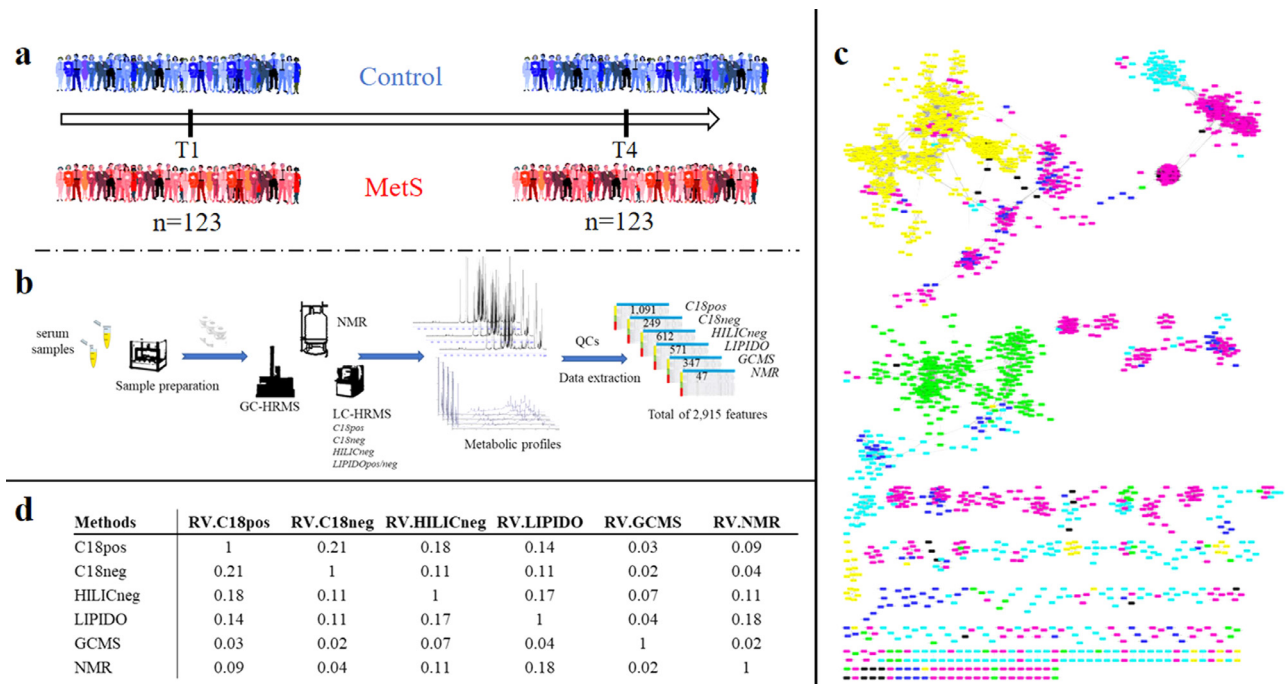 a
Control
T1
T4
MetS
n=123
n=123
b
serum
samples
Sample preparation
GC-HRMS
NMR
LC-HRMS
C18pos
C18neg
HILICneg
LIPIDOpos/neg
Metabolic profiles
QCs
Data extraction
1,091
249
612
571
347
47
C18pos
C18neg
HILICneg
LIPIDO
GCMS
NMR
Total of 2,915 features
d
Methods RV.C18pos RV.C18neg RV.HILICneg RV.LIPIDO RV.GCMS RV.NMR
C18pos 1 0.21 0.18 0.14 0.03 0.09
C18neg 0.21 1 0.11 0.11 0.02 0.04
HILICneg 0.18 0.11 1 0.17 0.07 0.11
LIPIDO 0.14 0.11 0.17 1 0.04 0.18
GCMS 0.03 0.02 0.07 0.04 1 0.02
NMR 0.09 0.04 0.11 0.18 0.02 1
c